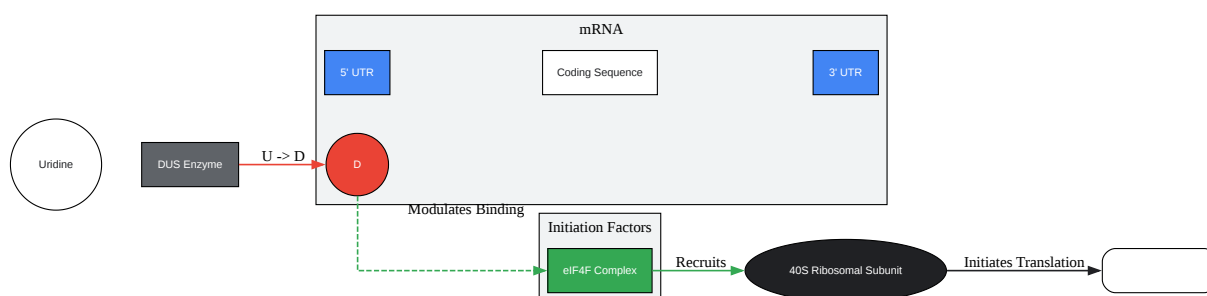 mRNA
5' UTR
Coding Sequence
3' UTR
Uridine
DUS Enzyme
U -> D
D
Modulates Binding
Initiation Factors
eIF4F Complex
Recruits
40S Ribosomal Subunit
Initiates Translation